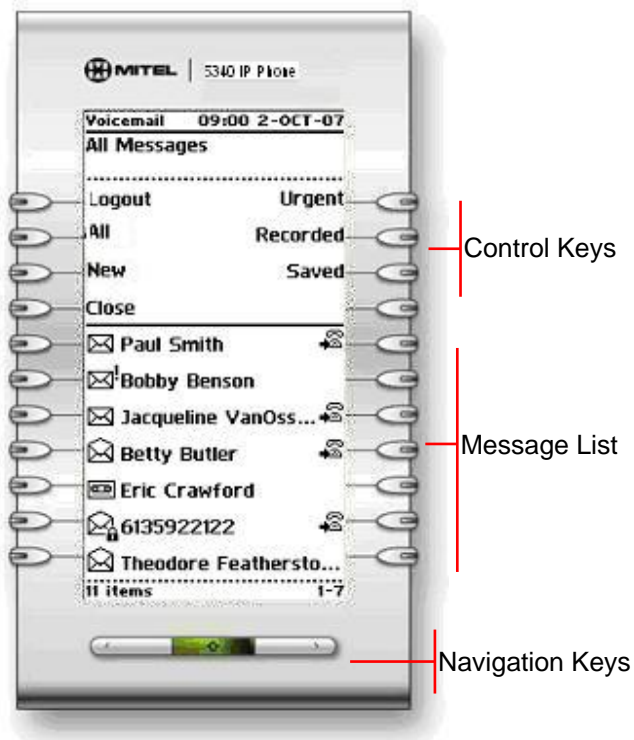 MITEL | 5340 IP Phone
Voicemail 09:00 2-OCT-07
All Messages
Logout Urgent
All Recorded
New Saved
Close
Paul Smith
! Bobby Benson
Jacqueline VanOss...
Betty Butler
Eric Crawford
6135922122
Theodore Feathersto...
11 items 1-7
Control Keys
Message List
Navigation Keys